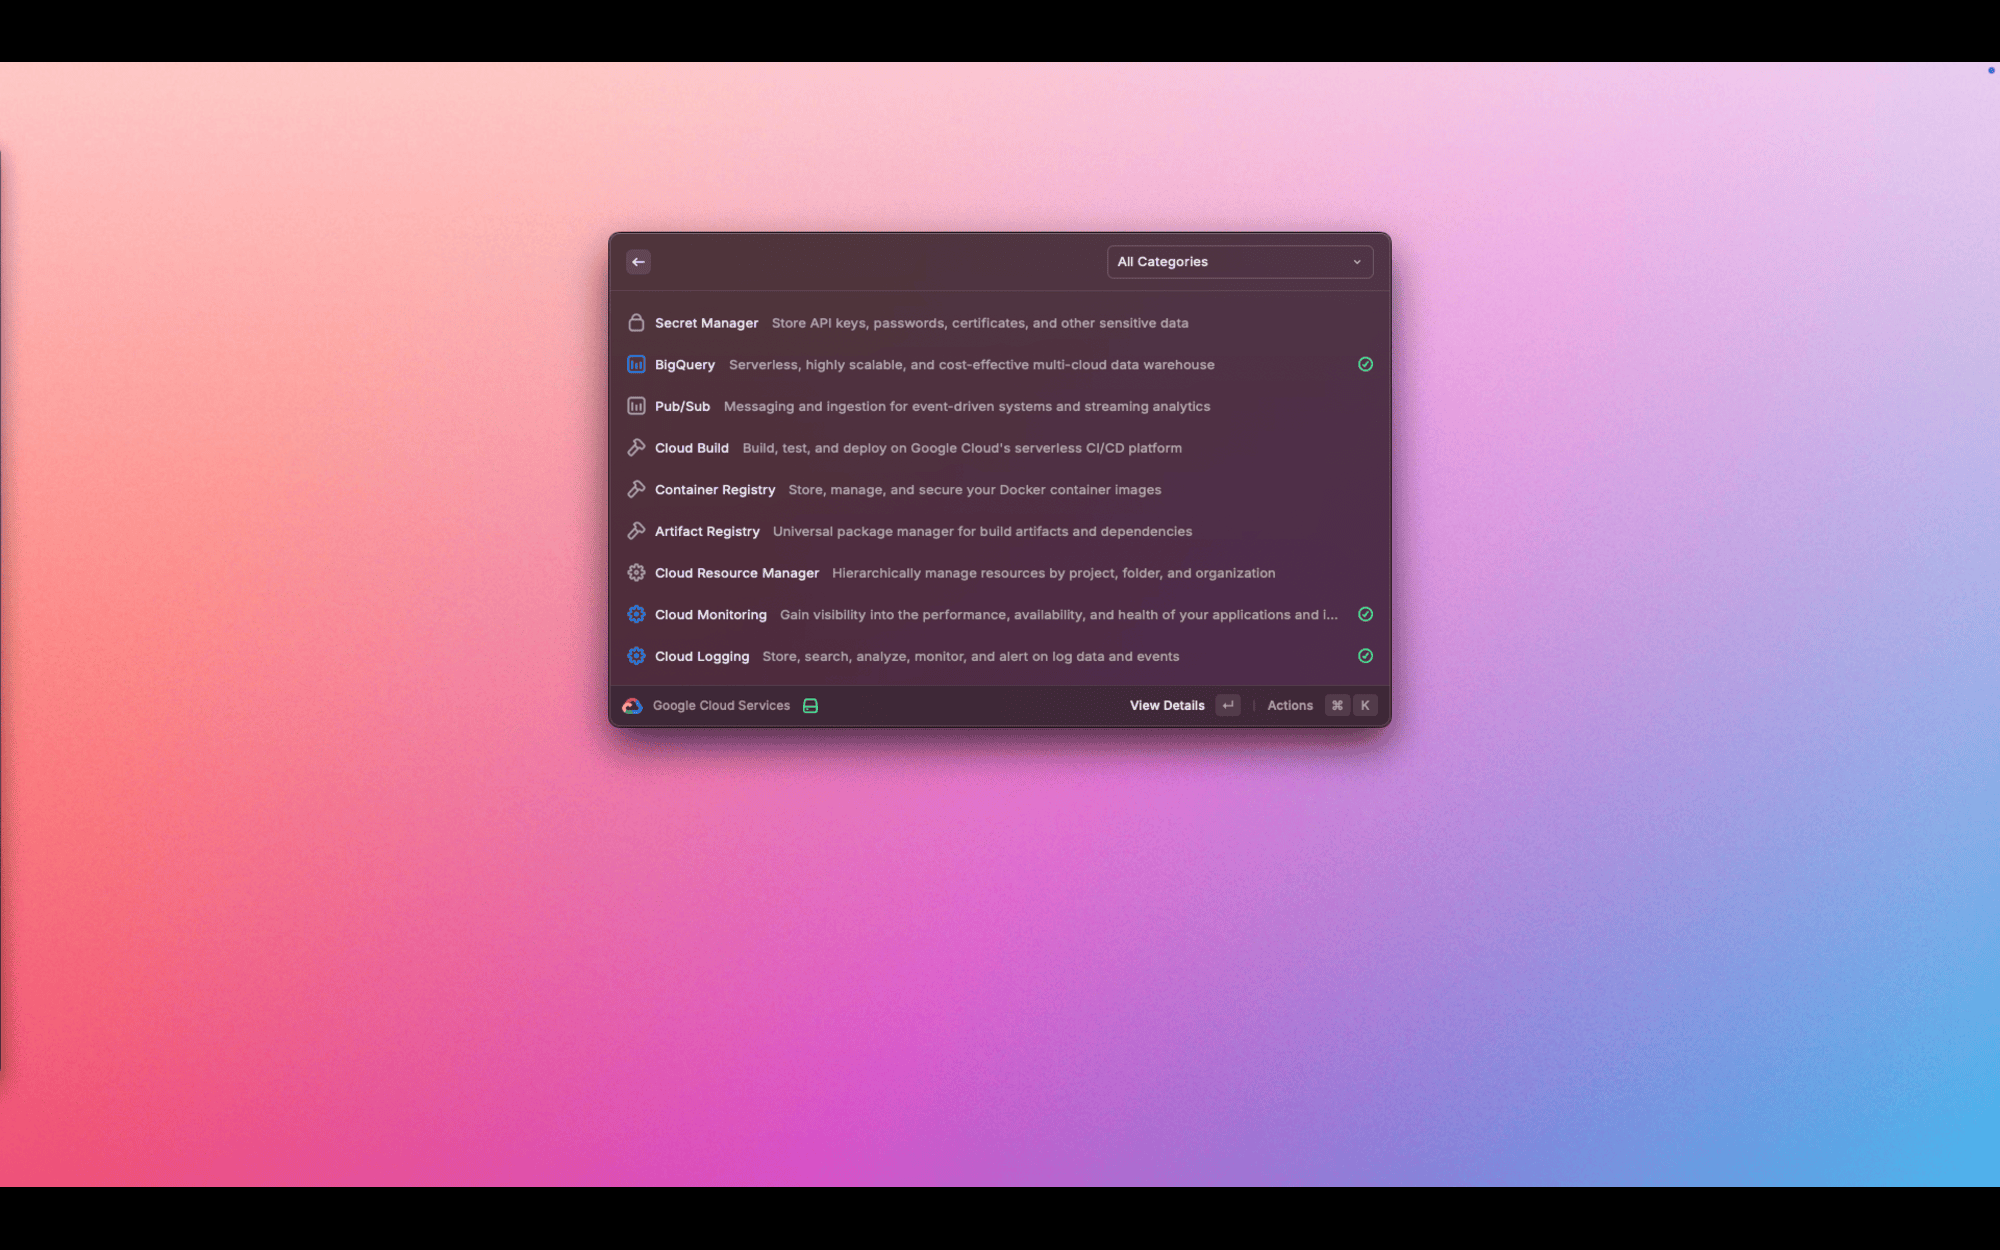 All Categories
Secret Manager Store API keys, passwords, certificates, and other sensitive data
BigQuery Serverless, highly scalable, and cost-effective multi-cloud data warehouse
Pub/Sub Messaging and ingestion for event-driven systems and streaming analytics
Cloud Build Build, test, and deploy on Google Cloud's serverless CI/CD platform
Container Registry Store, manage, and secure your Docker container images
Artifact Registry Universal package manager for build artifacts and dependencies
Cloud Resource Manager Hierarchically manage resources by project, folder, and organization
Cloud Monitoring Gain visibility into the performance, availability, and health of your applications and i...
Cloud Logging Store, search, analyze, monitor, and alert on log data and events
Google Cloud Services View Details ↵ Actions ⌘ K